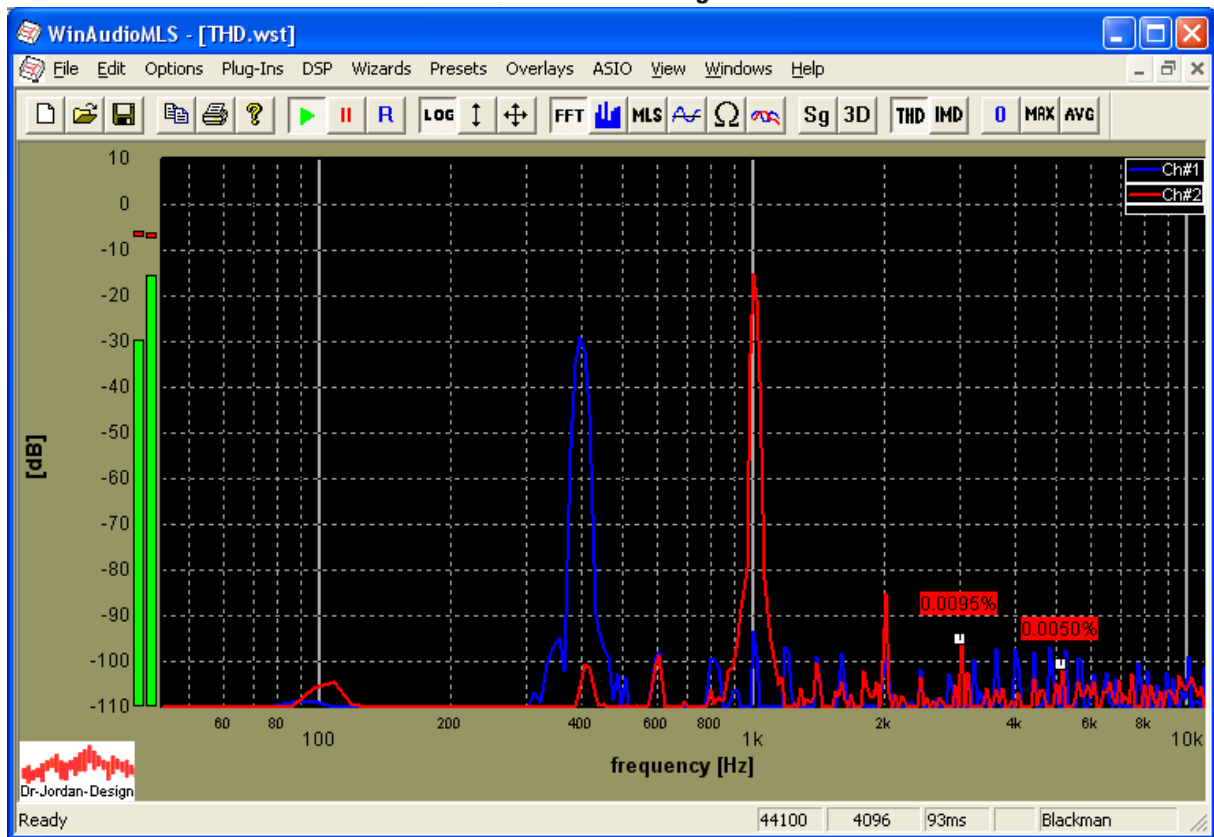 WinAudioMLS - [THD.wst]
File Edit Options Plug-Ins DSP Wizards Presets Overlays ASIO View Windows Help
R LOG FFT MLS Ω Sg 3D THD IMD 0 MAX AVG
10
0
-10
-20
-30
-40
-50
-60
-70
-80
-90
-100
-110
[dB]
Ch#1
Ch#2
0.0095%
0.0050%
60 80 200 400 600 800 2k 4k 6k 8k
100 1k 10k
frequency [Hz]
Dr-Jordan-Design
Ready 44100 4096 93ms Blackman